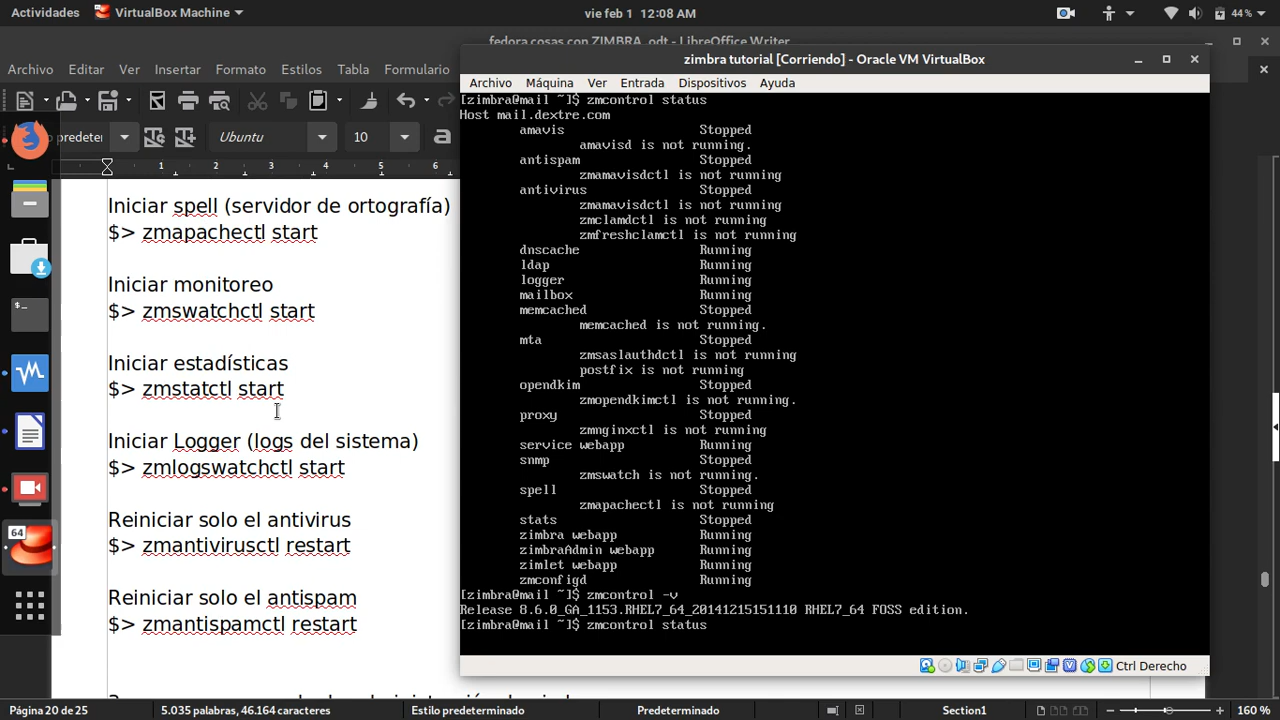 Actividades VirtualBox Machine vie feb 1 12:08 AM 44%
fedora cosas con ZIMBRA .odt - LibreOffice Writer
Archivo Editar Ver Insertar Formato Estilos Tabla Formulario
predeter Ubuntu 10 a
1 2 3 4 5 6
Iniciar spell (servidor de ortografía)
$> zmapachectl start
Iniciar monitoreo
$> zmswatchctl start
Iniciar estadísticas
$> zmstatctl start
Iniciar Logger (logs del sistema)
$> zmlogswatchctl start
Reiniciar solo el antivirus
$> zmantivirusctl restart
Reiniciar solo el antispam
$> zmantispamctl restart
64
zimbra tutorial [Corriendo] - Oracle VM VirtualBox
Archivo Máquina Ver Entrada Dispositivos Ayuda
[zimbra@mail ~]$ zmcontrol status
Host mail.dextre.com
amavis Stopped
amavisd is not running.
antispam Stopped
zmamavisdctl is not running
antivirus Stopped
zmamavisdctl is not running
zmclamdctl is not running
zmfreshclamctl is not running
dnscache Running
ldap Running
logger Running
mailbox Running
memcached Stopped
memcached is not running.
mta Stopped
zmsaslauthdctl is not running
postfix is not running
opendkim Stopped
zmopendkimctl is not running.
proxy Stopped
zmnginxctl is not running
service webapp Running
snmp Stopped
zmswatch is not running.
spell Stopped
zmapachectl is not running
stats Stopped
zimbra webapp Running
zimbraAdmin webapp Running
zimlet webapp Running
zmconfigd Running
[zimbra@mail ~]$ zmcontrol -v
Release 8.6.0_GA_1153.RHEL7_64_20141215151110 RHEL7_64 FOSS edition.
[zimbra@mail ~]$ zmcontrol status
Ctrl Derecho
Página 20 de 25 5.035 palabras, 46.164 caracteres Estilo predeterminado Predeterminado Section1 160 %